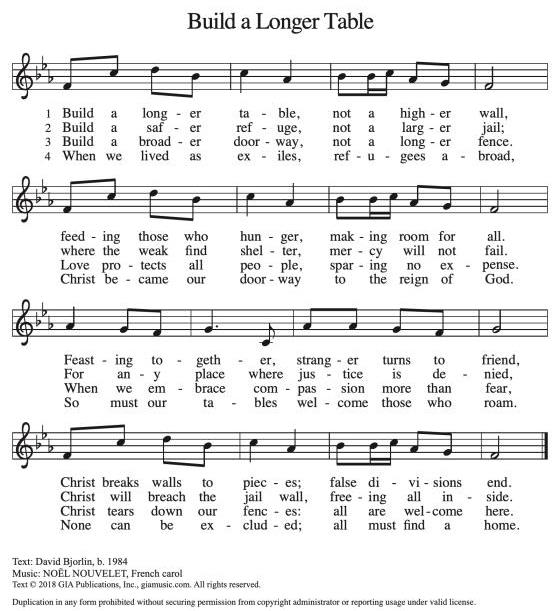 Build a Longer Table
1 Build a long - er ta - ble, not a high - er wall,
2 Build a saf - er ref - uge, not a larg - er jail;
3 Build a broad - er door - way, not a long - er fence.
4 When we lived as ex - iles, ref - u - gees a - broad,
feed - ing those who hun - ger, mak - ing room for all.
where the weak find shel - ter, mer - cy will not fail.
Love pro - tects all peo - ple, spar - ing no ex - pense.
Christ be - came our door - way to the reign of God.
Feast - ing to - geth - er, strang - er turns to friend,
For an - y place where jus - tice is de - nied,
When we em - brace com - pas - sion more than fear,
So must our ta - bles wel - come those who roam.
Christ breaks walls to piec - es; false di - vi - sions end.
Christ will breach the jail wall, free - ing all in - side.
Christ tears down our fenc - es: all are wel - come here.
None can be ex - clud - ed; all must find a home.
Text: David Bjorlin, b. 1984
Music: NOËL NOUVELET, French carol
Text © 2018 GIA Publications, Inc., giamusic.com. All rights reserved.
Duplication in any form prohibited without securing permission from copyright administrator or reporting usage under valid license.